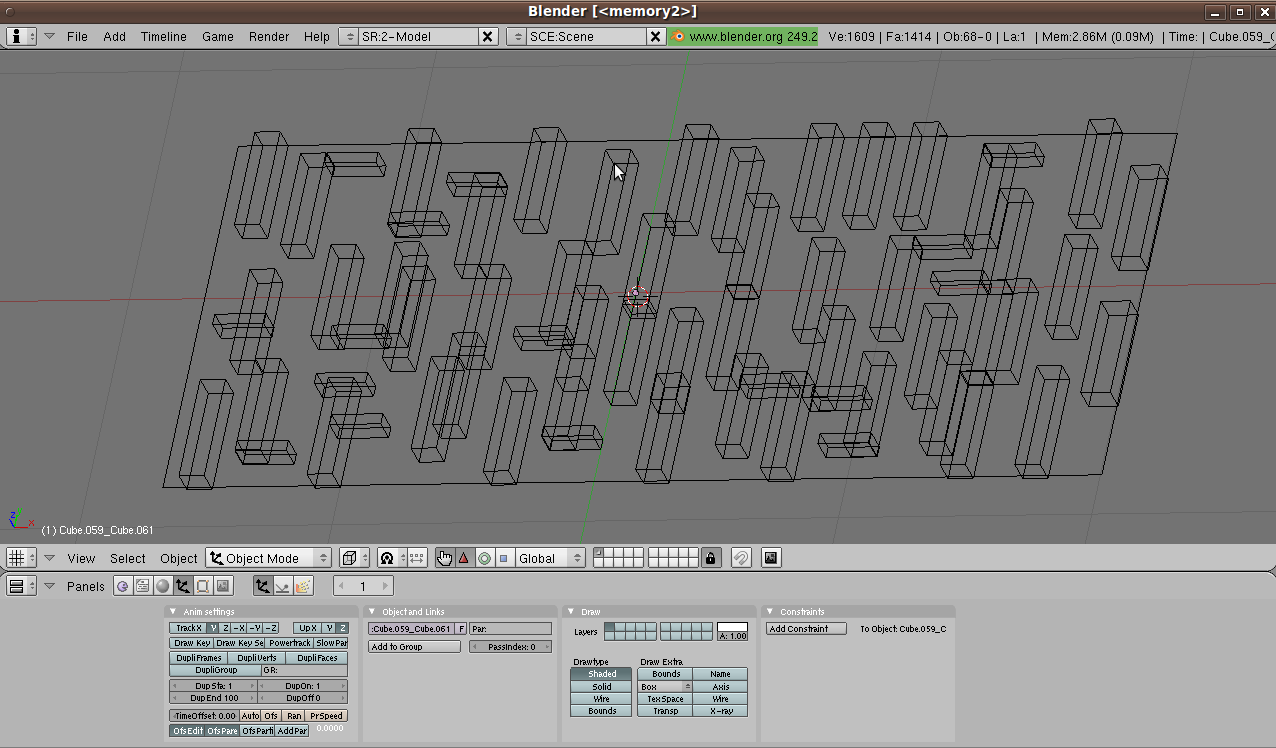 Blender [<memory2>]
File Add Timeline Game Render Help SR:2-Model SCE:Scene www.blender.org 249.2 Ve:1609 | Fa:1414 | Ob:68-0 | La:1 | Mem:2.86M (0.09M) | Time: | Cube.059_
z x
(1) Cube.059_Cube.061
View Select Object Object Mode Global
Panels 1
Anim settings
TrackX Y Z -X -Y -Z UpX Y Z
Draw Key Draw Key Se Powertrack SlowPar
DupliFrames DupliVerts DupliFaces
DupliGroup GR:
DupSta: 1 DupOn: 1
DupEnd 100 DupOff 0
TimeOffset: 0.00 Auto Ofs Ran PrSpeed
OfsEdit OfsPare OfsParti AddPar 0.0000
Object and Links
:Cube.059_Cube.061 F Par:
Add to Group PassIndex: 0
Draw
Layers A: 1.00
Drawtype Draw Extra
Shaded Bounds Name
Solid Box Axis
Wire TexSpace Wire
Bounds Transp X-ray
Constraints
Add Constraint To Object: Cube.059_C